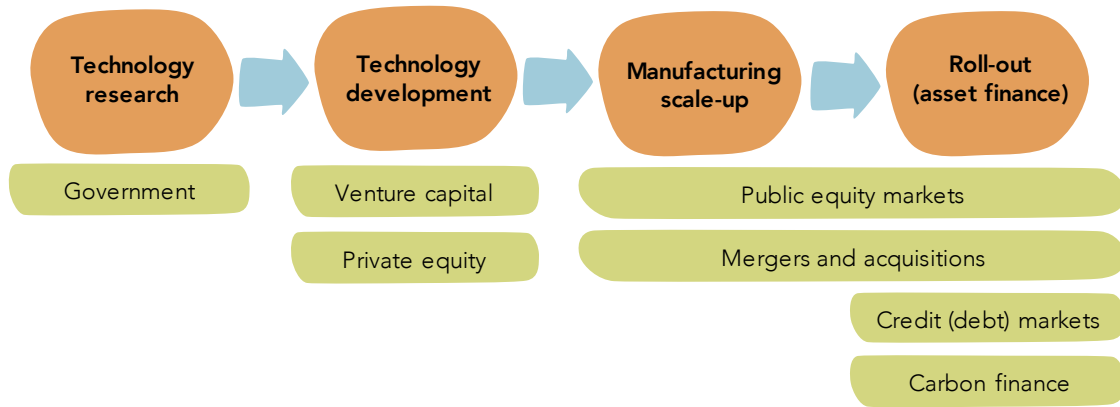 Technology
research
Technology
development
Manufacturing
scale-up
Roll-out
(asset finance)
Government
Venture capital
Public equity markets
Private equity
Mergers and acquisitions
Credit (debt) markets
Carbon finance